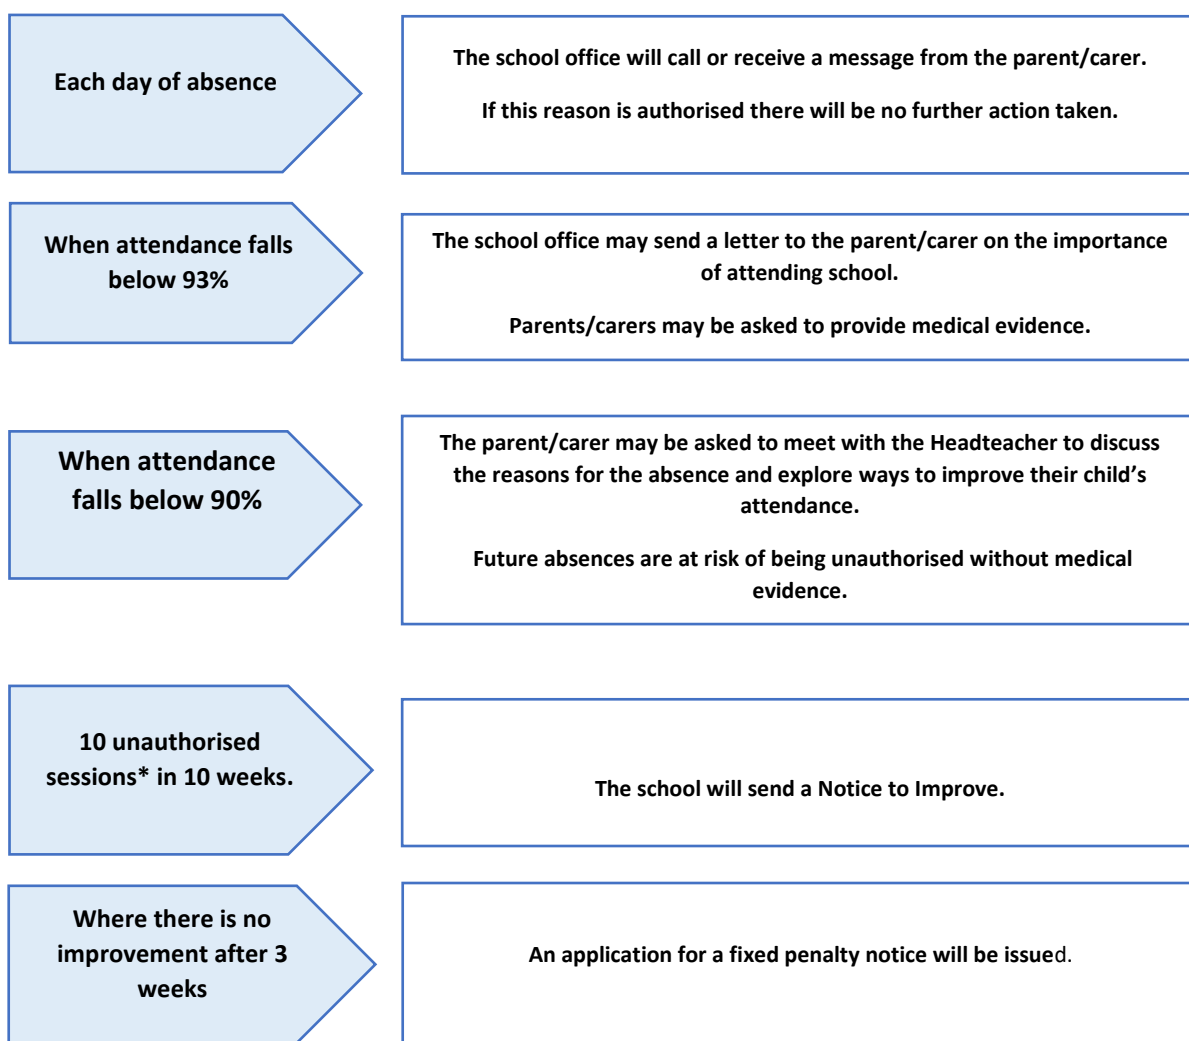 Each day of absence
The school office will call or receive a message from the parent/carer.
If this reason is authorised there will be no further action taken.
When attendance falls
below 93%
The school office may send a letter to the parent/carer on the importance
of attending school.
Parents/carers may be asked to provide medical evidence.
When attendance
falls below 90%
The parent/carer may be asked to meet with the Headteacher to discuss
the reasons for the absence and explore ways to improve their child’s
attendance.
Future absences are at risk of being unauthorised without medical
evidence.
10 unauthorised
sessions* in 10 weeks.
The school will send a Notice to Improve.
Where there is no
improvement after 3
weeks
An application for a fixed penalty notice will be issued.